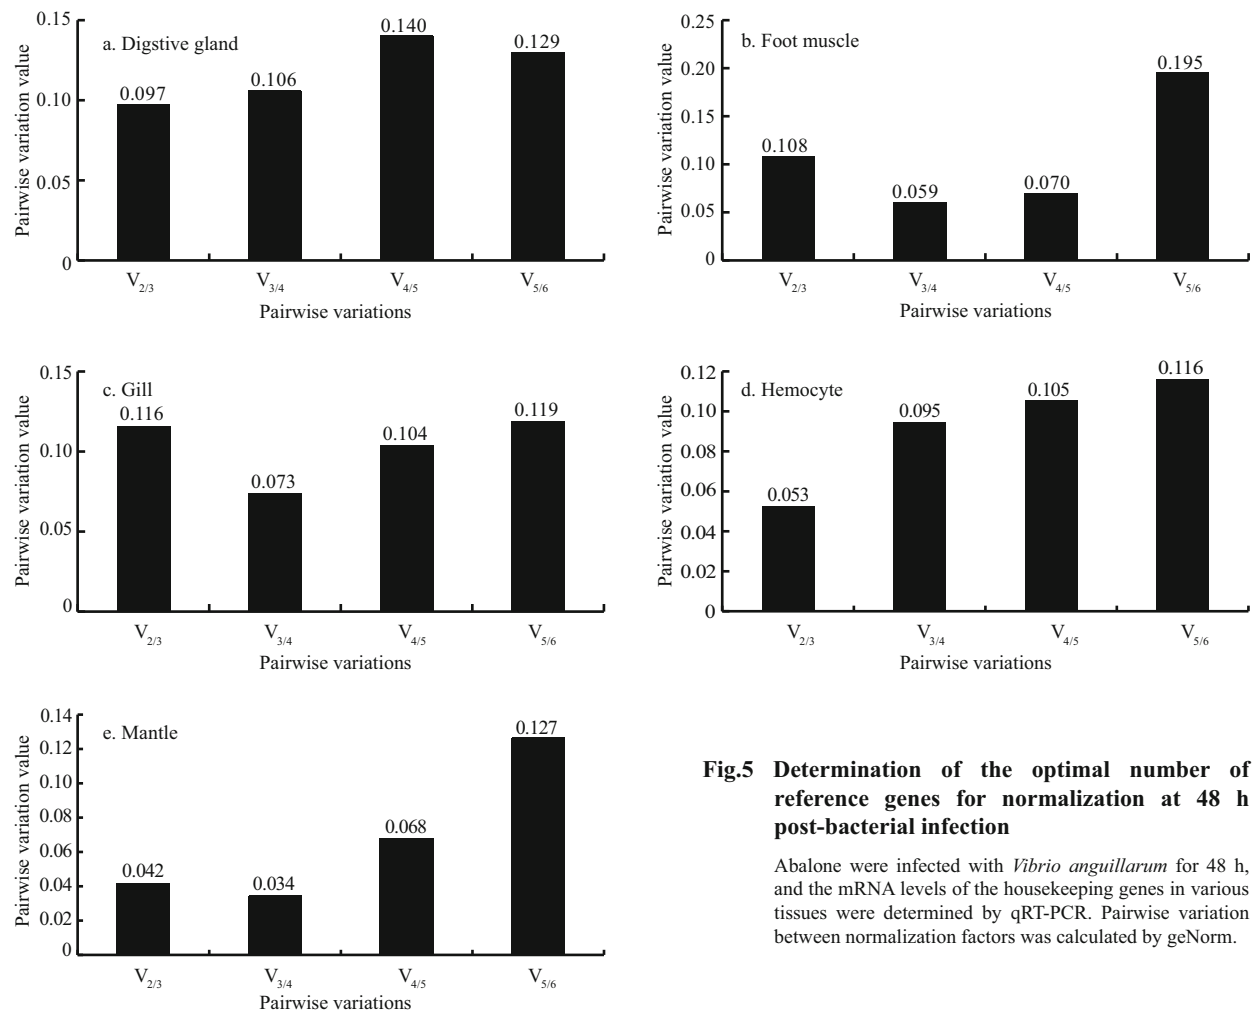 a. Digstive gland
Pairwise variation value
0.15
0.10
0.05
0
0.097
0.106
0.140
0.129
V2/3
V3/4
V4/5
V5/6
Pairwise variations
b. Foot muscle
Pairwise variation value
0.25
0.20
0.15
0.10
0.05
0
0.108
0.059
0.070
0.195
V2/3
V3/4
V4/5
V5/6
Pairwise variations
c. Gill
Pairwise variation value
0.15
0.10
0.05
0
0.116
0.073
0.104
0.119
V2/3
V3/4
V4/5
V5/6
Pairwise variations
d. Hemocyte
Pairwise variation value
0.12
0.10
0.08
0.06
0.04
0.02
0
0.053
0.095
0.105
0.116
V2/3
V3/4
V4/5
V5/6
Pairwise variations
e. Mantle
Pairwise variation value
0.14
0.12
0.10
0.08
0.06
0.04
0.02
0
0.042
0.034
0.068
0.127
V2/3
V3/4
V4/5
V5/6
Pairwise variations
Fig.5 Determination of the optimal number of
reference genes for normalization at 48 h
post-bacterial infection
Abalone were infected with Vibrio anguillarum for 48 h,
and the mRNA levels of the housekeeping genes in various
tissues were determined by qRT-PCR. Pairwise variation
between normalization factors was calculated by geNorm.